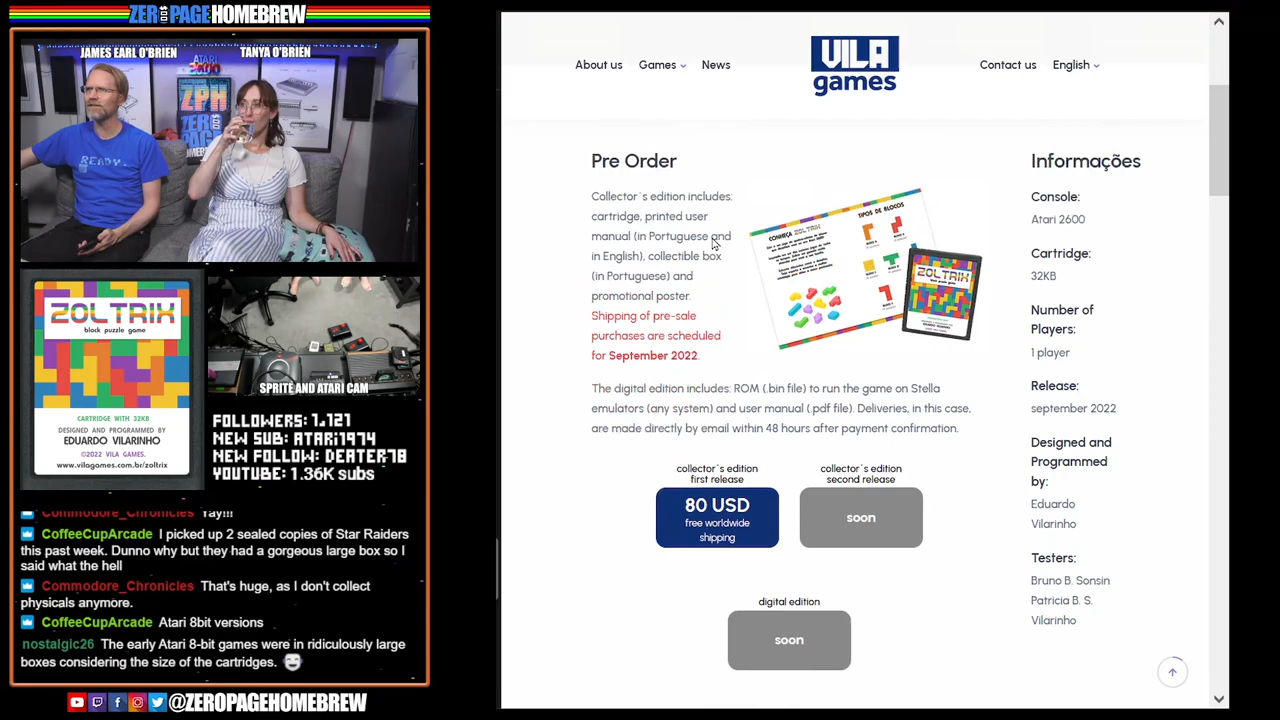 ZEROPAGEHOMEBREW
JAMES EARL O'BRIEN
TANYA O'BRIEN
ATARI
2600
ZPH
ZERO
PAGE
READY.
ZOLTRIX
block puzzle game
CARTRIDGE WITH 32KB
DESIGNED AND PROGRAMMED BY
EDUARDO VILARINHO
©2022 VILA GAMES.
www.vilagames.com.br/zoltrix
SPRITE AND ATARI CAM
FOLLOWERS: 1,121
NEW SUB: ATARI1974
NEW FOLLOW: DEATER78
YOUTUBE: 1.36K SUBS
Commodore_Chronicles Yay!!!
CoffeeCupArcade I picked up 2 sealed copies of Star Raiders
this past week. Dunno why but they had a gorgeous large box so I
said what the hell
Commodore_Chronicles That's huge, as I don't collect
physicals anymore.
CoffeeCupArcade Atari 8bit versions
nostalgic26 The early Atari 8-bit games were in ridiculously large
boxes considering the size of the cartridges.
@ZEROPAGEHOMEBREW
About us
Games
News
VILA
games
Contact us
English
Pre Order
Collector´s edition includes:
cartridge, printed user
manual (in Portuguese and
in English), collectible box
(in Portuguese) and
promotional poster.
Shipping of pre-sale
purchases are scheduled
for September 2022.
CONHEÇA ZOLTRIX
TIPOS DE BLOCOS
ZOLTRIX
The digital edition includes: ROM (.bin file) to run the game on Stella
emulators (any system) and user manual (.pdf file). Deliveries, in this case,
are made directly by email within 48 hours after payment confirmation.
collector´s edition
first release
80 USD
free worldwide
shipping
collector´s edition
second release
soon
digital edition
soon
Informações
Console:
Atari 2600
Cartridge:
32KB
Number of
Players:
1 player
Release:
september 2022
Designed and
Programmed
by:
Eduardo
Vilarinho
Testers:
Bruno B. Sonsin
Patricia B. S.
Vilarinho